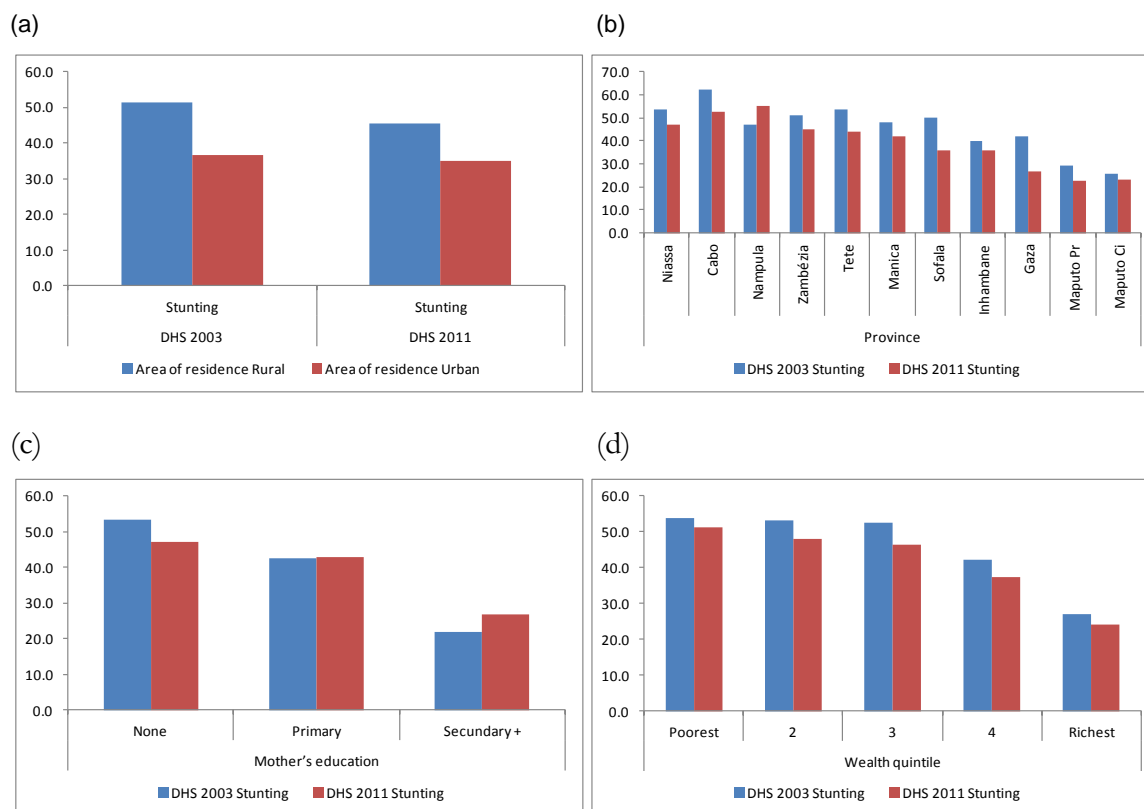 (a)
60.0
50.0
40.0
30.0
20.0
10.0
0.0
Stunting Stunting
DHS 2003 DHS 2011
Area of residence Rural Area of residence Urban
(b)
70.0
60.0
50.0
40.0
30.0
20.0
10.0
0.0
Niassa
Cabo
Nampula
Zambézia
Tete
Manica
Sofala
Inhambane
Gaza
Maputo Pr
Maputo Ci
Province
DHS 2003 Stunting DHS 2011 Stunting
(c)
60.0
50.0
40.0
30.0
20.0
10.0
0.0
None Primary Secundary +
Mother's education
DHS 2003 Stunting DHS 2011 Stunting
(d)
60.0
50.0
40.0
30.0
20.0
10.0
0.0
Poorest 2 3 4 Richest
Wealth quintile
DHS 2003 Stunting DHS 2011 Stunting